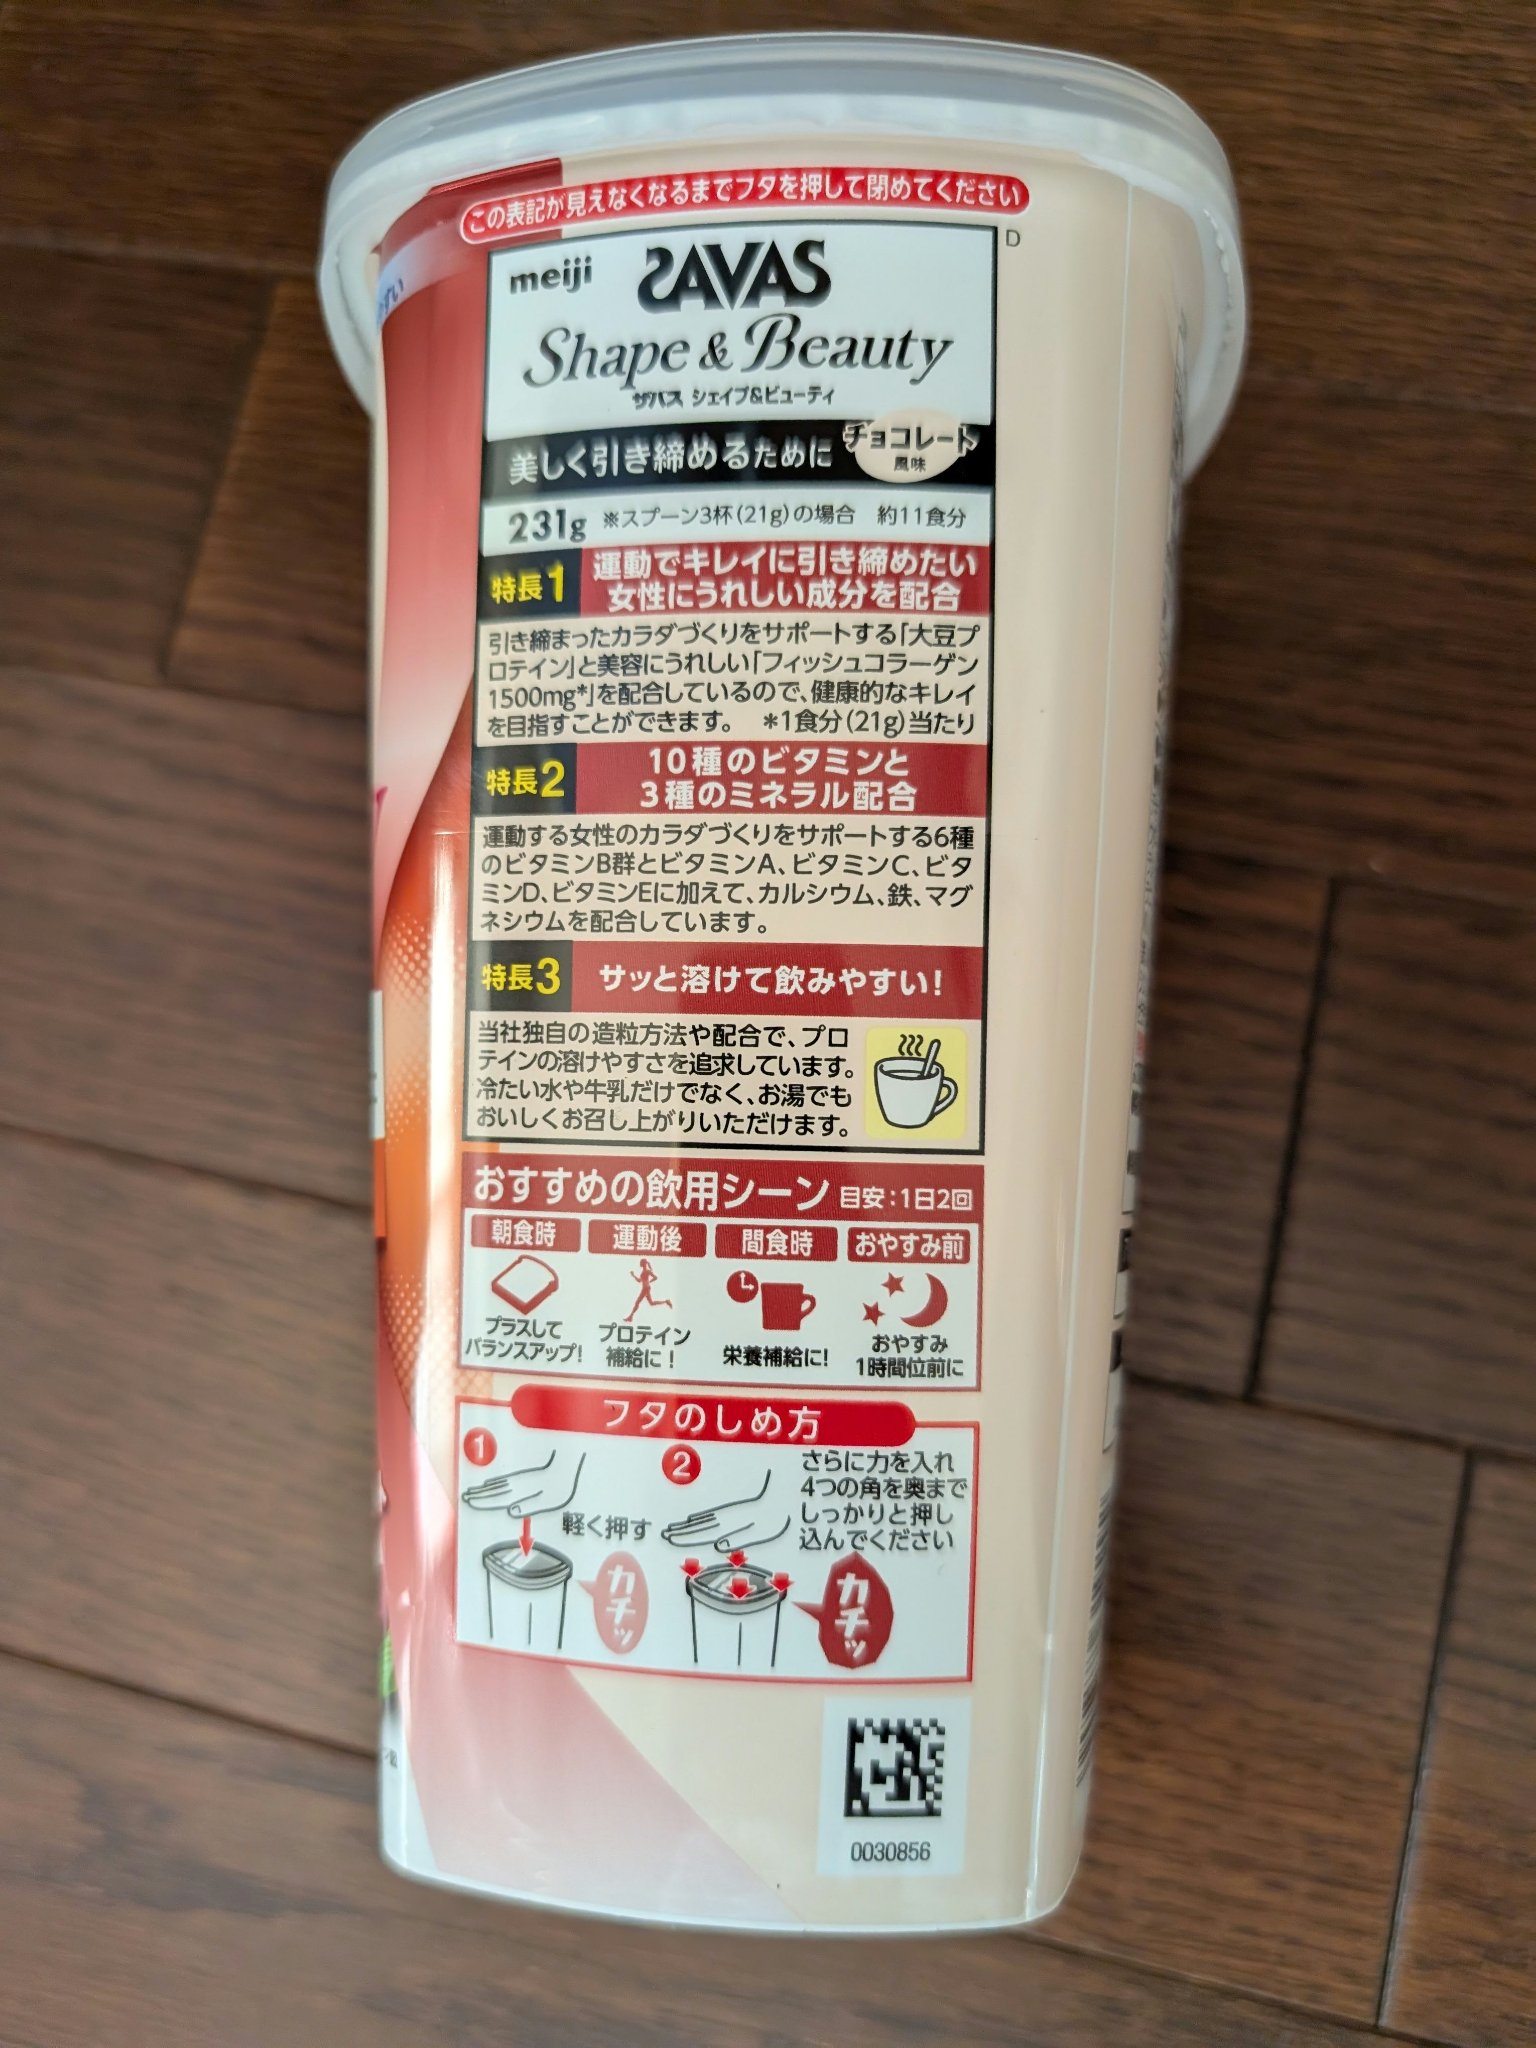 この表記が見えなくなるまでフタを押して閉めてください
D
meiji SAVAS
Shape & Beauty
ザバス シェイプ&ビューティ
美しく引き締めるために
チョコレート
風味
231g ※スプーン3杯(21g)の場合 約11食分
特長1
運動でキレイに引き締めたい
女性にうれしい成分を配合
引き締まったカラダづくりをサポートする「大豆プ
ロテイン」と美容にうれしい「フィッシュコラーゲン
1500mg*」を配合しているので、健康的なキレイ
を目指すことができます。 *1食分(21g)当たり
特長2
10種のビタミンと
3種のミネラル配合
運動する女性のカラダづくりをサポートする6種
のビタミンB群とビタミンA、ビタミンC、ビタ
ミンD、ビタミンEに加えて、カルシウム、鉄、マグ
ネシウムを配合しています。
特長3
サッと溶けて飲みやすい!
当社独自の造粒方法や配合で、プロ
テインの溶けやすさを追求しています。
冷たい水や牛乳だけでなく、お湯でも
おいしくお召し上がりいただけます。
おすすめの飲用シーン 目安:1日2回
朝食時
プラスして
バランスアップ!
運動後
プロテイン
補給に!
間食時
栄養補給に!
おやすみ前
おやすみ
1時間位前に
フタのしめ方
1
軽く押す
カチッ
2
さらに力を入れ
4つの角を奥まで
しっかりと押し
込んでください
カチッ
0030856